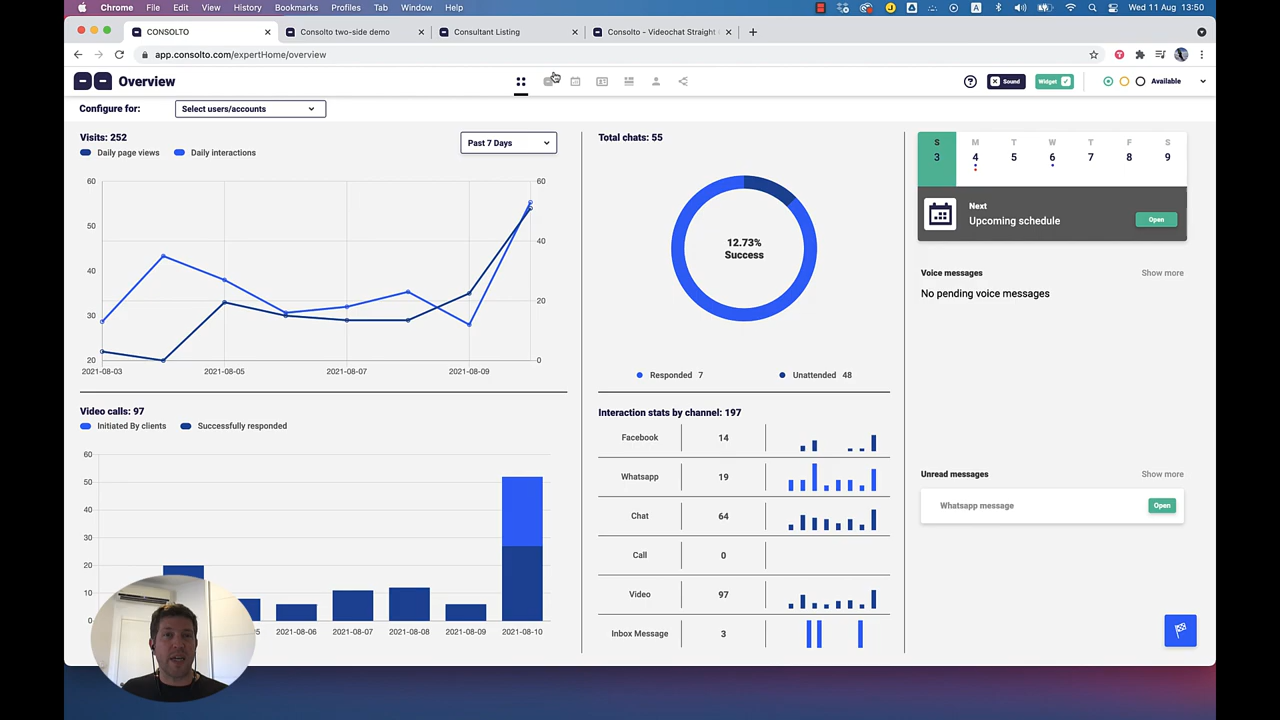 Chrome File Edit View History Bookmarks Profiles Tab Window Help Wed 11 Aug 13:50
CONSOLTO
Consolto two-side demo
Consultant Listing
Consolto - Videochat Straight
app.consolto.com/expertHome/overview
Overview
Sound
Widget
Available
Configure for:
Select users/accounts
Visits: 252
Daily page views
Daily interactions
Past 7 Days
60
50
40
30
20
60
40
20
0
2021-08-03
2021-08-05
2021-08-07
2021-08-09
Video calls: 97
Initiated By clients
Successfully responded
60
50
40
30
20
10
0
5
2021-08-06
2021-08-07
2021-08-08
2021-08-09
2021-08-10
Total chats: 55
12.73%
Success
Responded 7
Unattended 48
Interaction stats by channel: 197
Facebook 14
Whatsapp 19
Chat 64
Call 0
Video 97
Inbox Message 3
S M T W T F S
3 4 5 6 7 8 9
Next
Upcoming schedule
Open
Voice messages
Show more
No pending voice messages
Unread messages
Show more
Whatsapp message
Open